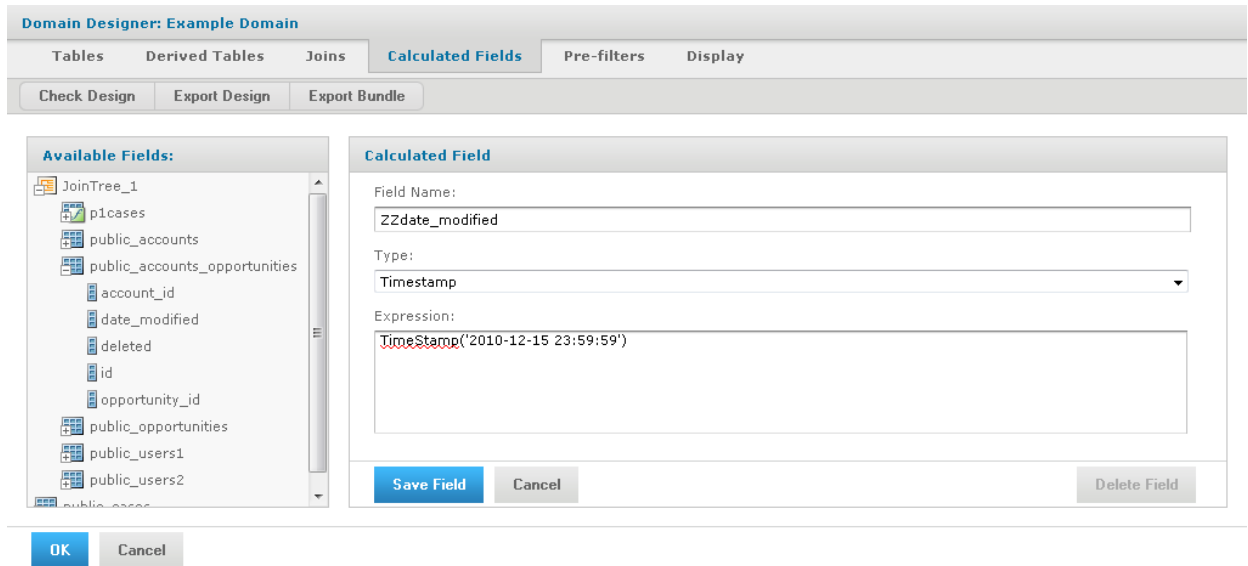 Domain Designer: Example Domain
Tables Derived Tables Joins Calculated Fields Pre-filters Display
Check Design Export Design Export Bundle
Available Fields:
JoinTree_1
p1cases
public_accounts
public_accounts_opportunities
account_id
date_modified
deleted
id
opportunity_id
public_opportunities
public_users1
public_users2
public_cases
Calculated Field
Field Name:
ZZdate_modified
Type:
Timestamp
Expression:
TimeStamp('2010-12-15 23:59:59')
Save Field Cancel Delete Field
OK Cancel